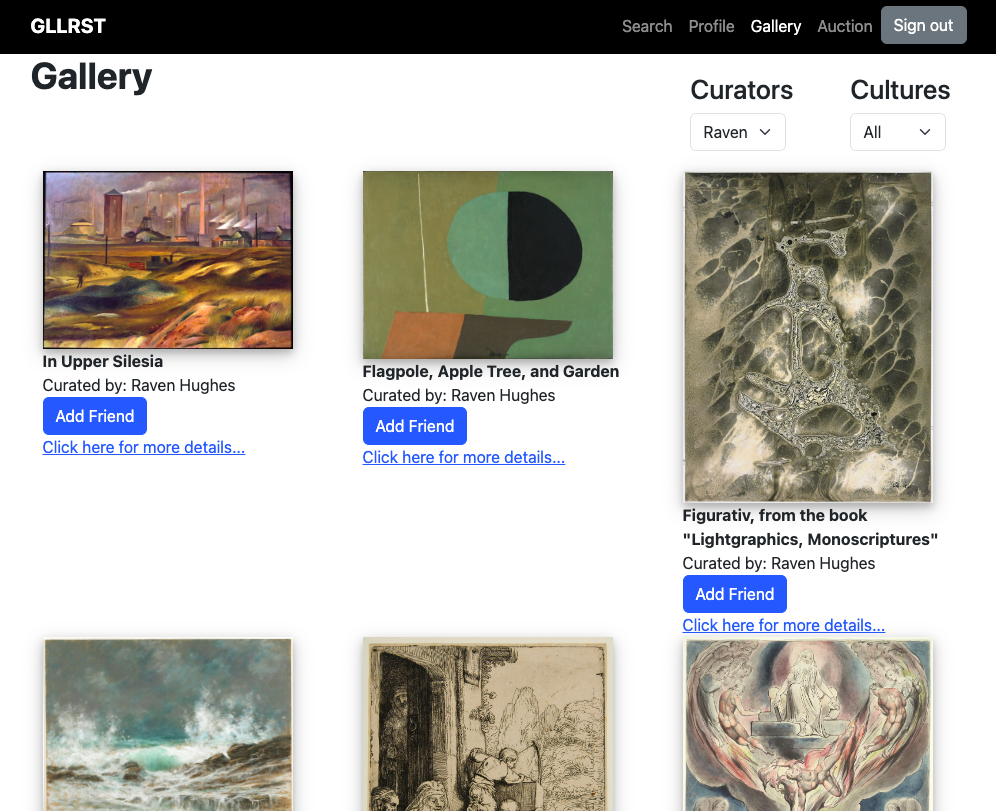 GLLRST
Search
Profile
Gallery
Auction
Sign out
Gallery
Curators
Cultures
Raven
All
In Upper Silesia
Curated by: Raven Hughes
Add Friend
Click here for more details...
Flagpole, Apple Tree, and Garden
Curated by: Raven Hughes
Add Friend
Click here for more details...
Figurativ, from the book
"Lightgraphics, Monoscriptures"
Curated by: Raven Hughes
Add Friend
Click here for more details...